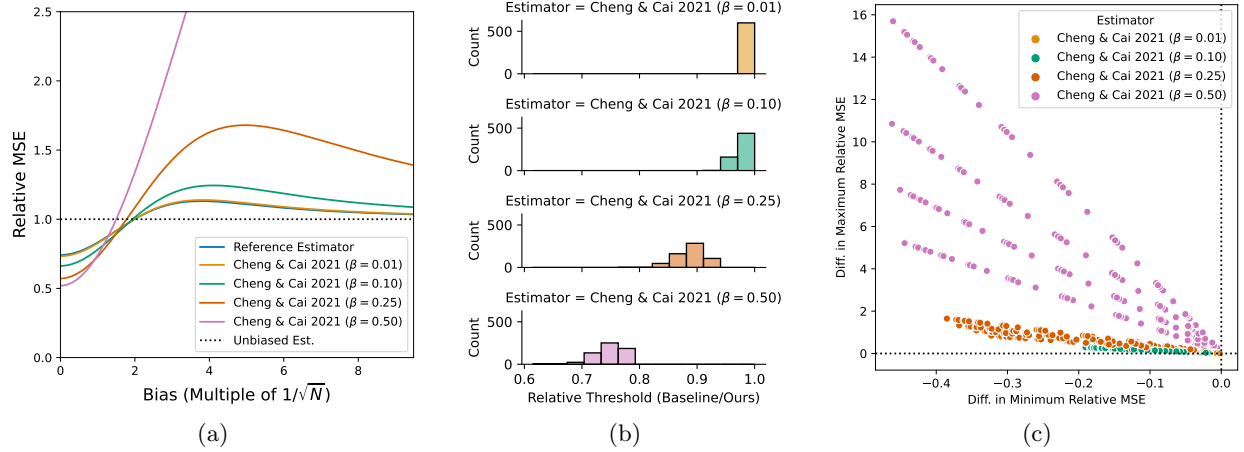 2.5
2.0
1.5
1.0
0.5
0.0
Relative MSE
0 2 4 6 8
Bias (Multiple of 1/√N)
Reference Estimator
Cheng & Cai 2021 (β = 0.01)
Cheng & Cai 2021 (β = 0.10)
Cheng & Cai 2021 (β = 0.25)
Cheng & Cai 2021 (β = 0.50)
Unbiased Est.
(a)
Estimator = Cheng & Cai 2021 (β = 0.01)
500
0
Count
Estimator = Cheng & Cai 2021 (β = 0.10)
500
0
Count
Estimator = Cheng & Cai 2021 (β = 0.25)
500
0
Count
Estimator = Cheng & Cai 2021 (β = 0.50)
500
0
Count
0.6 0.7 0.8 0.9 1.0
Relative Threshold (Baseline/Ours)
(b)
16
14
12
10
8
6
4
2
0
Diff. in Maximum Relative MSE
Estimator
Cheng & Cai 2021 (β = 0.01)
Cheng & Cai 2021 (β = 0.10)
Cheng & Cai 2021 (β = 0.25)
Cheng & Cai 2021 (β = 0.50)
−0.4 −0.3 −0.2 −0.1 0.0
Diff. in Minimum Relative MSE
(c)